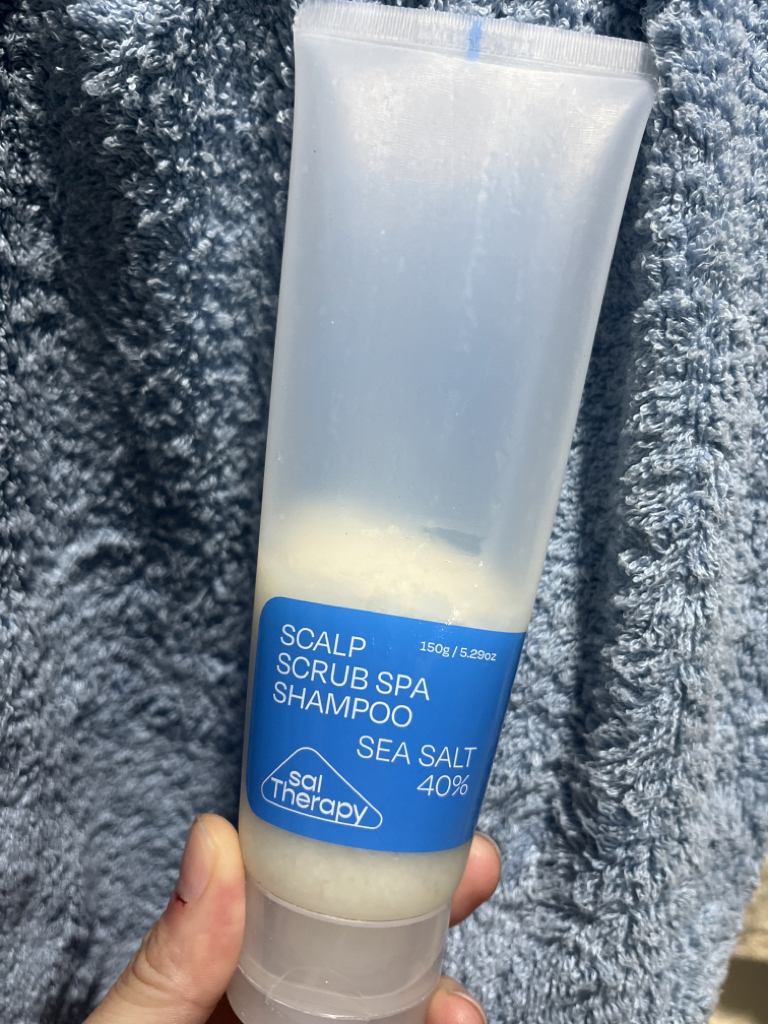 SCALP
SCRUB SPA
SHAMPOO
150g / 5.29oz
SEA SALT
40%
sal
Therapy